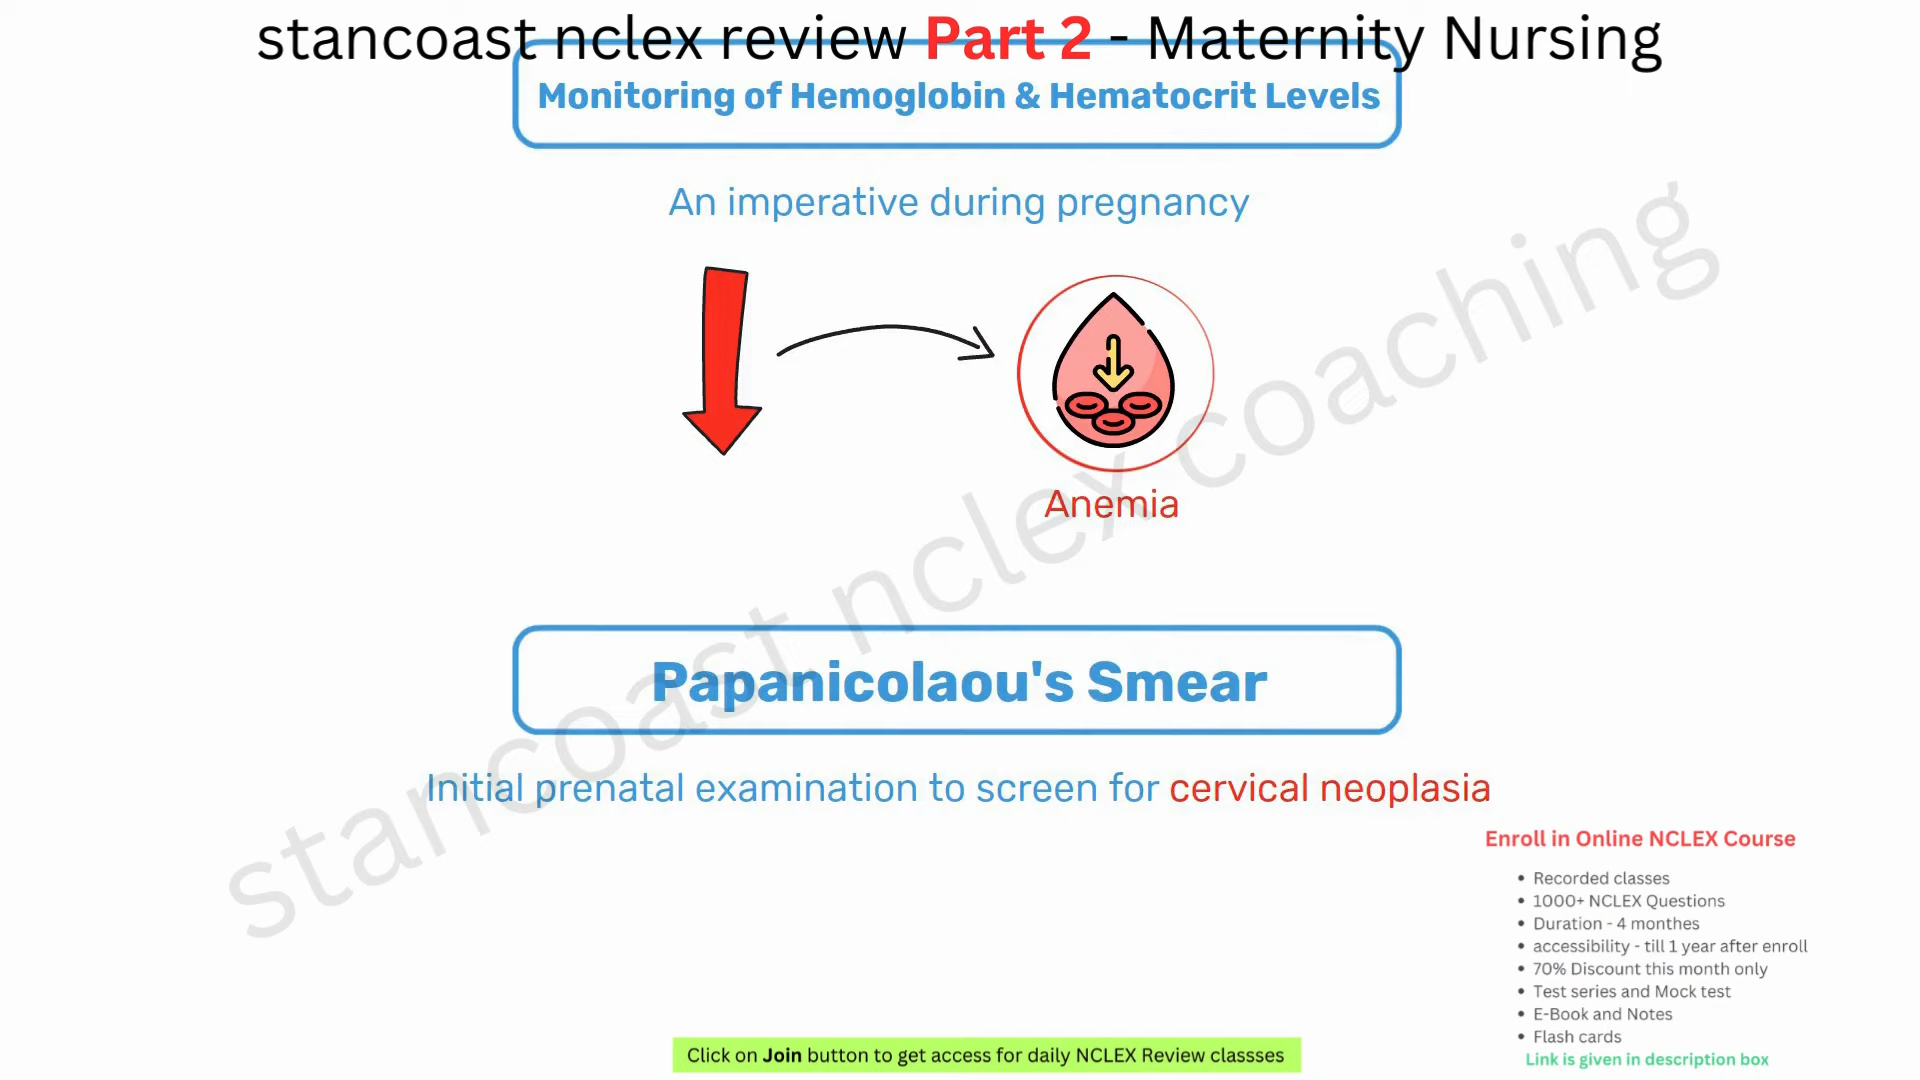 stancoast nclex review Part 2 - Maternity Nursing
Monitoring of Hemoglobin & Hematocrit Levels
An imperative during pregnancy
Anemia
stancoast nclex coaching
Papanicolaou's Smear
Initial prenatal examination to screen for cervical neoplasia
Enroll in Online NCLEX Course
• Recorded classes
• 1000+ NCLEX Questions
• Duration - 4 monthes
• accessibility - till 1 year after enroll
• 70% Discount this month only
• Test series and Mock test
• E-Book and Notes
• Flash cards
Link is given in description box
Click on Join button to get access for daily NCLEX Review classses